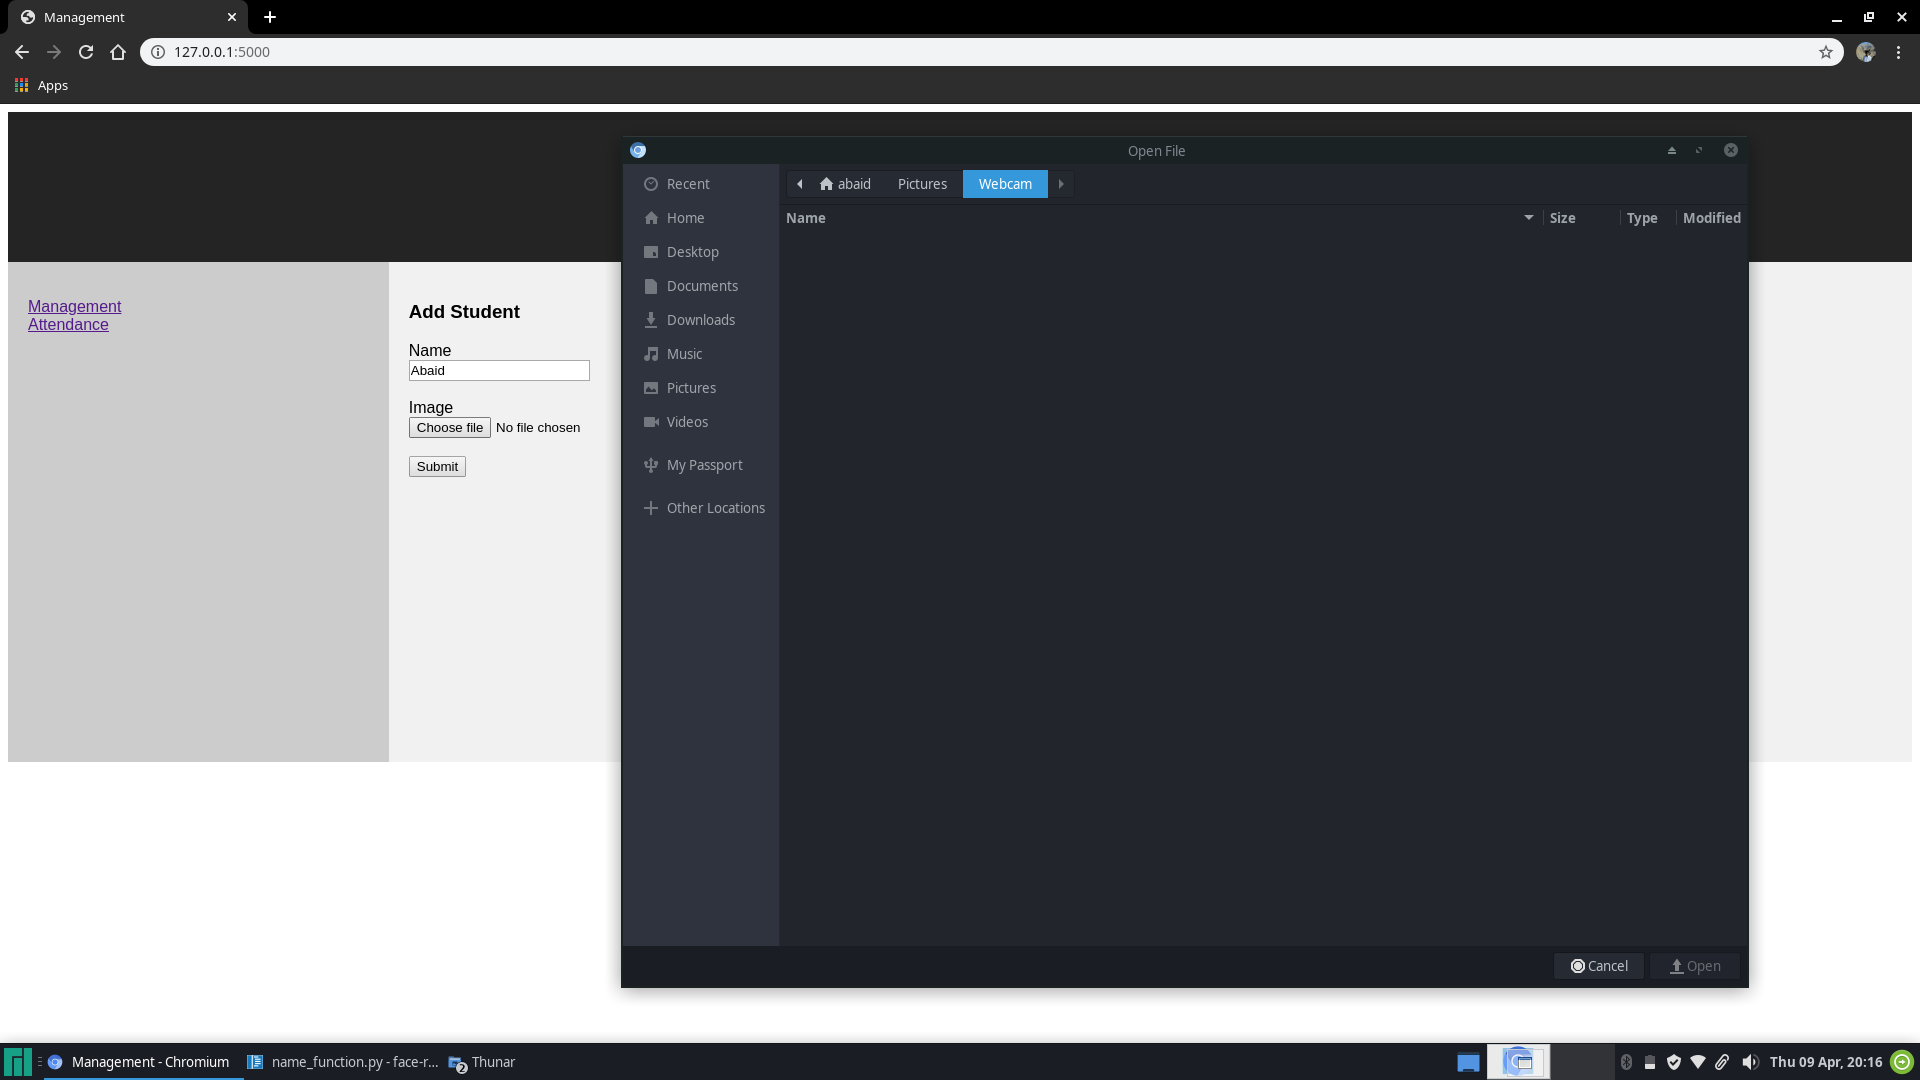 Management
127.0.0.1:5000
Apps
Open File
Recent
Home
Desktop
Documents
Downloads
Music
Pictures
Videos
My Passport
Other Locations
abaid Pictures Webcam
Name Size Type Modified
Cancel Open
Management
Attendance
Add Student
Name
Abaid
Image
Choose file No file chosen
Submit
Management - Chromium name_function.py - face-r... 2 Thunar Thu 09 Apr, 20:16